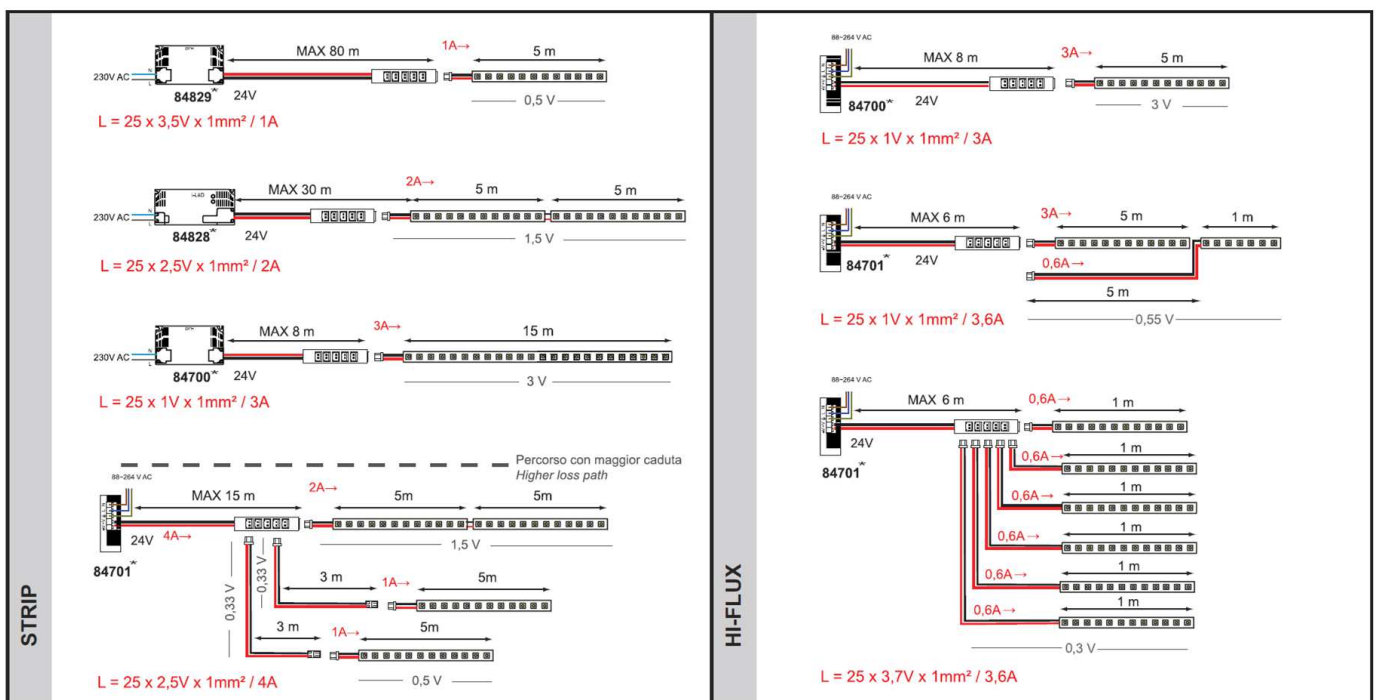 STRIP
MAX 80 m
1A→
5 m
230V AC
N
L
84829*
24V
0,5 V
L = 25 x 3,5V x 1mm² / 1A
MAX 30 m
2A→
5 m
5 m
230V AC
N
L
84828*
24V
1,5 V
L = 25 x 2,5V x 1mm² / 2A
MAX 8 m
3A→
15 m
230V AC
N
L
84700*
24V
3 V
L = 25 x 1V x 1mm² / 3A
Percorso con maggior caduta
Higher loss path
88~264 V AC
MAX 15 m
2A→
5m
5m
24V
4A→
1,5 V
84701*
0,33 V
0,33 V
3 m
1A→
5m
3 m
1A→
5m
0,5 V
L = 25 x 2,5V x 1mm² / 4A
HI-FLUX
88~264 V AC
MAX 8 m
3A→
5 m
84700*
24V
3 V
L = 25 x 1V x 1mm² / 3A
88~264 V AC
MAX 6 m
3A→
5 m
1 m
84701*
24V
0,6A→
5 m
0,55 V
L = 25 x 1V x 1mm² / 3,6A
88~264 V AC
MAX 6 m
0,6A→
1 m
24V
84701*
0,6A→
1 m
0,6A→
1 m
0,6A→
1 m
0,6A→
1 m
0,6A→
1 m
0,3 V
L = 25 x 3,7V x 1mm² / 3,6A